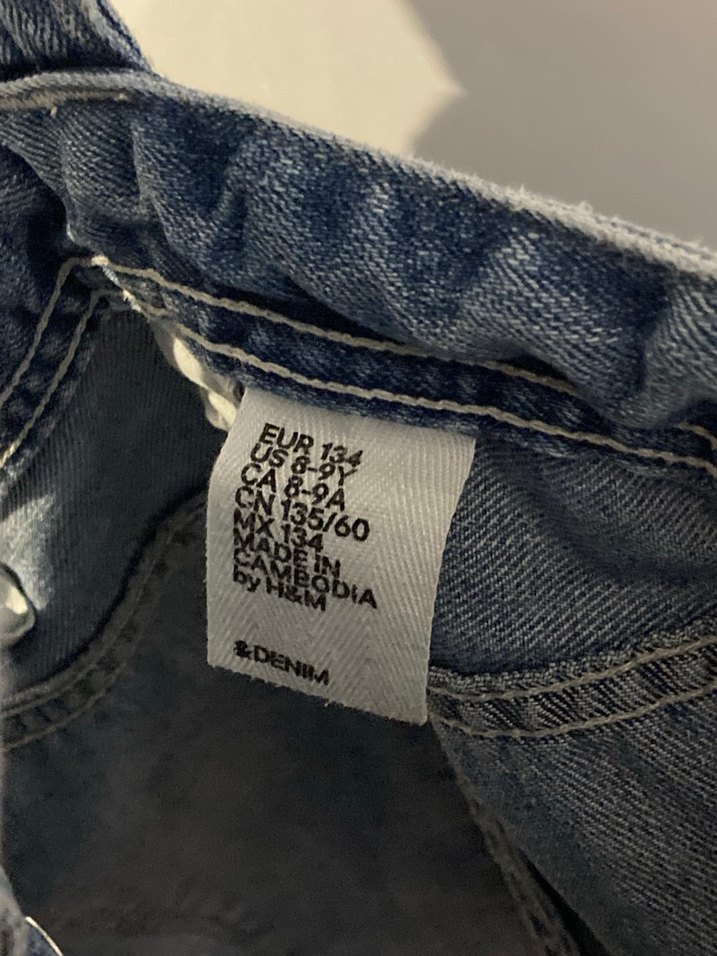 EUR 134
US 8-9Y
CA 8-9A
CN 135/60
MX 134
MADE IN
CAMBODIA
by H&M
&DENIM